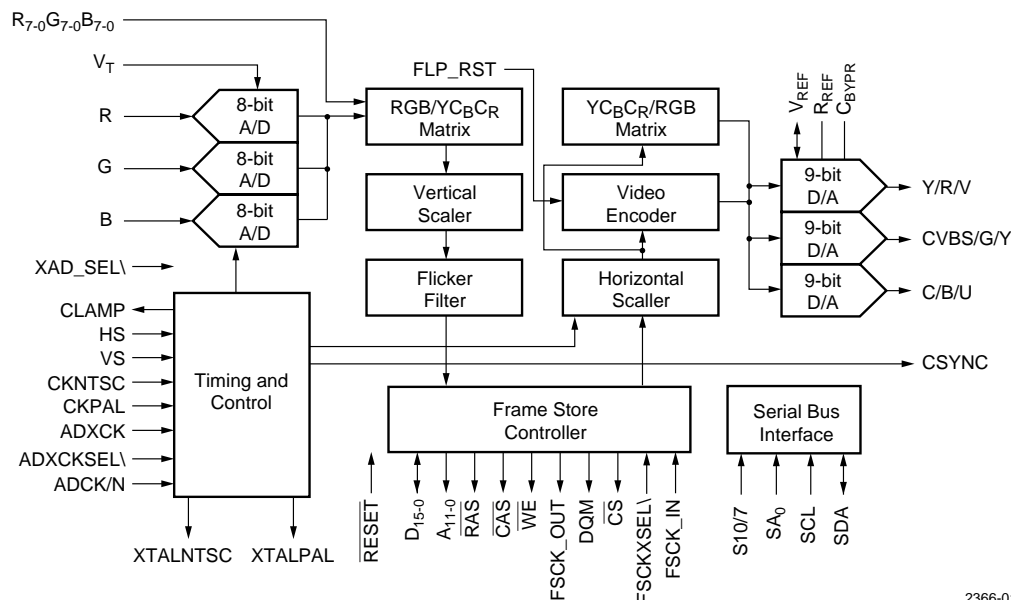 R7-0G7-0B7-0
VT
R
G
B
8-bit
A/D
8-bit
A/D
8-bit
A/D
XAD_SEL\
CLAMP
HS
VS
CKNTSC
CKPAL
ADXCK
ADXCKSEL\
ADCK/N
Timing and
Control
XTALNTSC
XTALPAL
FLP_RST
RGB/YCBCR
Matrix
Vertical
Scaler
Flicker
Filter
YCBCR/RGB
Matrix
Video
Encoder
Horizontal
Scaller
VREF
RREF
CBYPR
9-bit
D/A
9-bit
D/A
9-bit
D/A
Y/R/V
CVBS/G/Y
C/B/U
CSYNC
Frame Store
Controller
RESET
D15-0
A11-0
RAS
CAS
WE
FSCK_OUT
DQM
CS
FSCKXSEL\
FSCK_IN
Serial Bus
Interface
S10/7
SA0
SCL
SDA